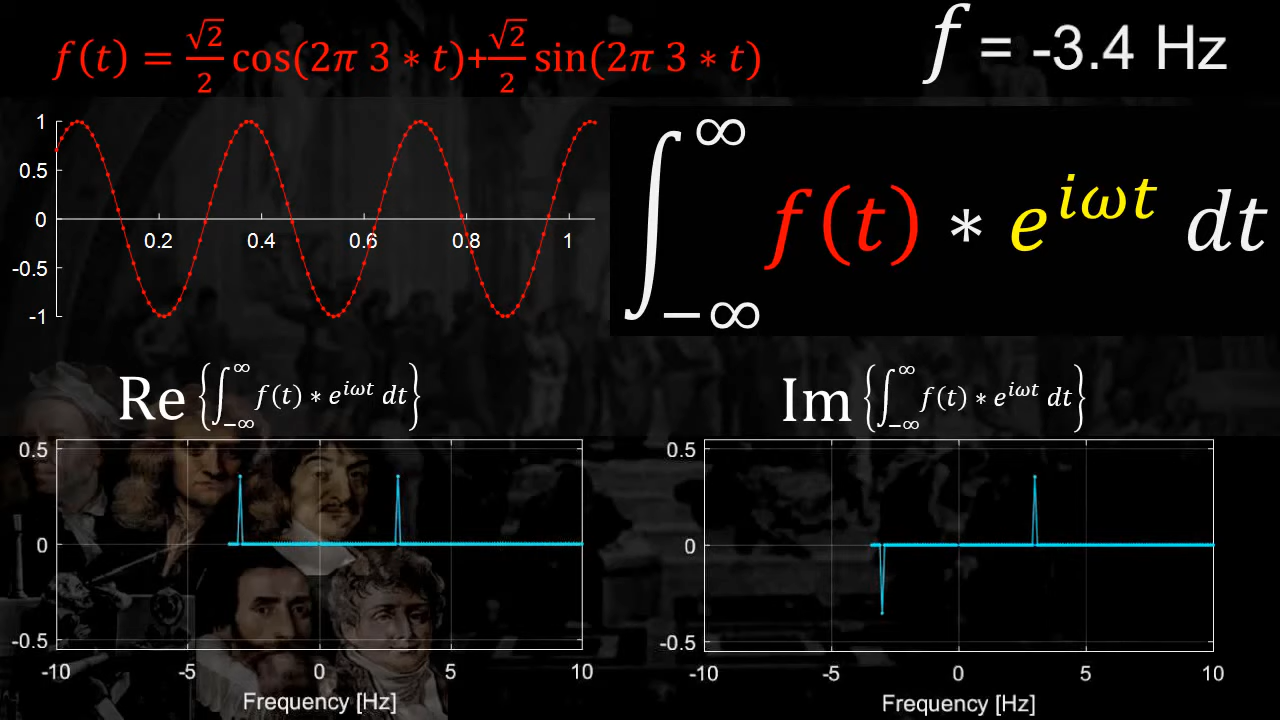 f(t) = √2/2 cos(2π 3 * t)+√2/2 sin(2π 3 * t)
f = -3.4 Hz
1
0.5
0
-0.5
-1
0.2 0.4 0.6 0.8 1
∫_{-∞}^{∞} f(t) * e^{iωt} dt
Re {∫_{-∞}^{∞} f(t) * e^{iωt} dt}
0.5
0
-0.5
-10 -5 0 5 10
Frequency [Hz]
Im {∫_{-∞}^{∞} f(t) * e^{iωt} dt}
0.5
0
-0.5
-10 -5 0 5 10
Frequency [Hz]